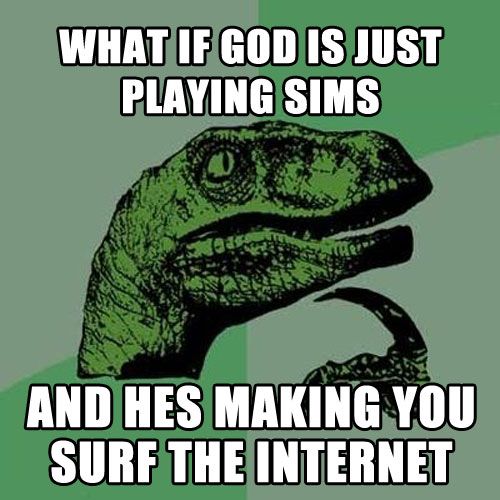 WHAT IF GOD IS JUST
PLAYING SIMS
AND HES MAKING YOU
SURF THE INTERNET